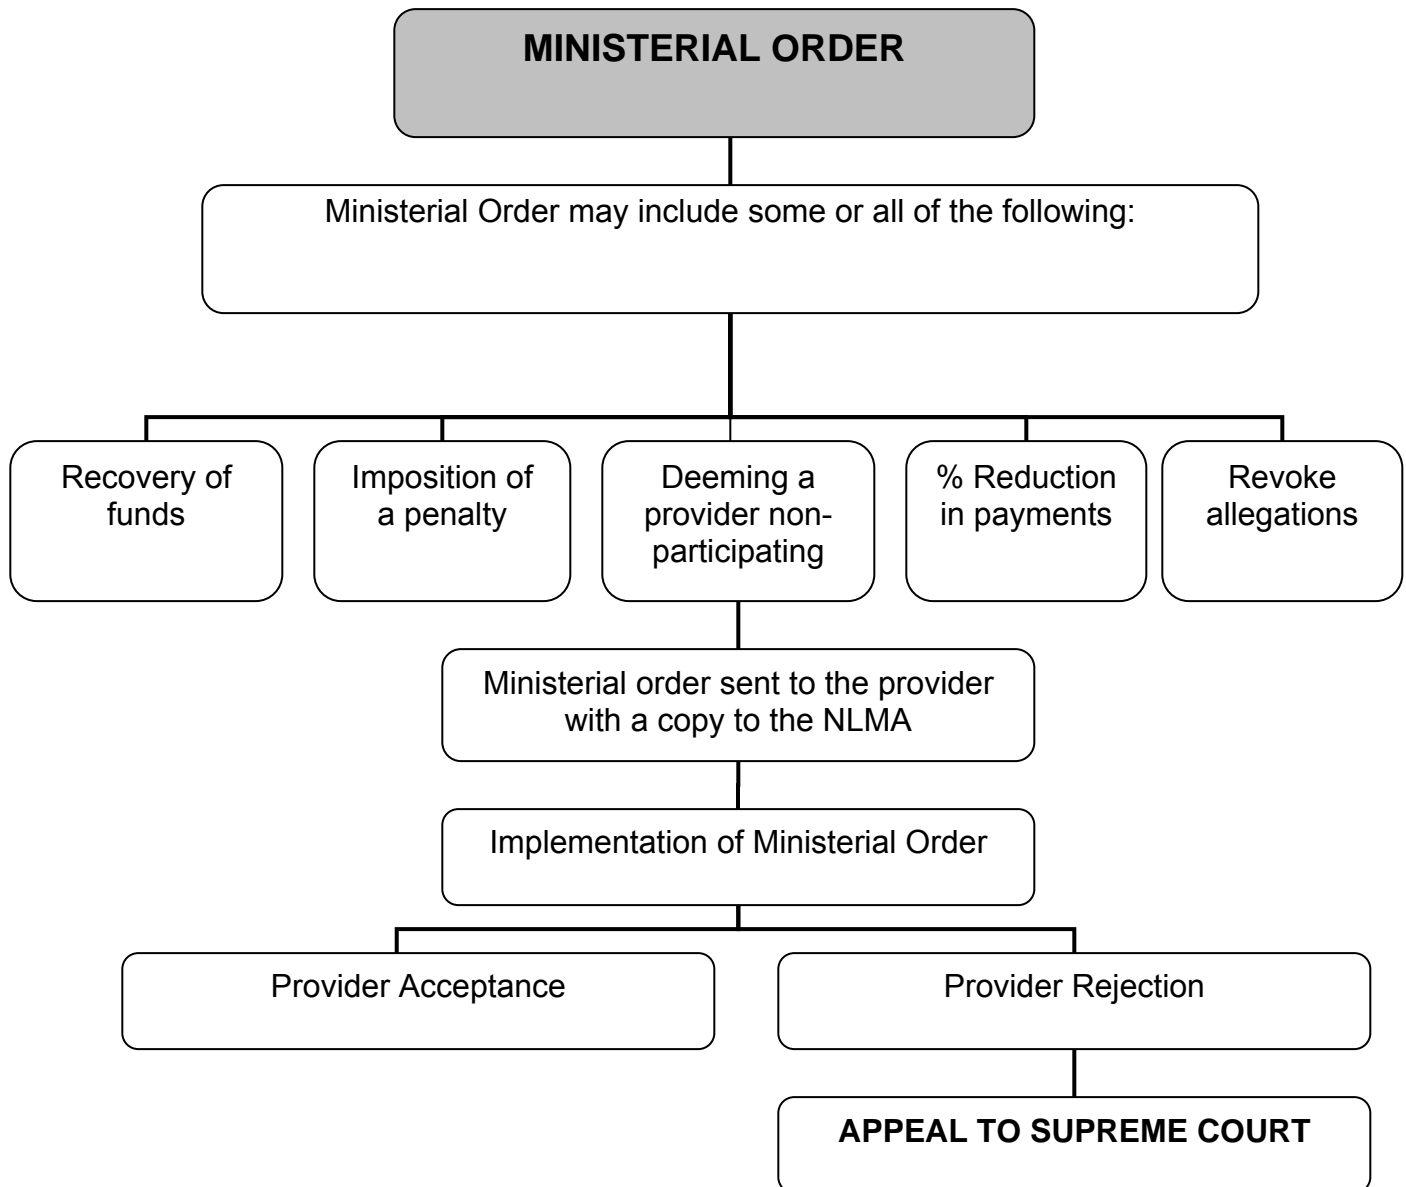 MINISTERIAL ORDER
Ministerial Order may include some or all of the following:
Recovery of
funds
Imposition of
a penalty
Deeming a
provider non-
participating
% Reduction
in payments
Revoke
allegations
Ministerial order sent to the provider
with a copy to the NLMA
Implementation of Ministerial Order
Provider Acceptance
Provider Rejection
APPEAL TO SUPREME COURT